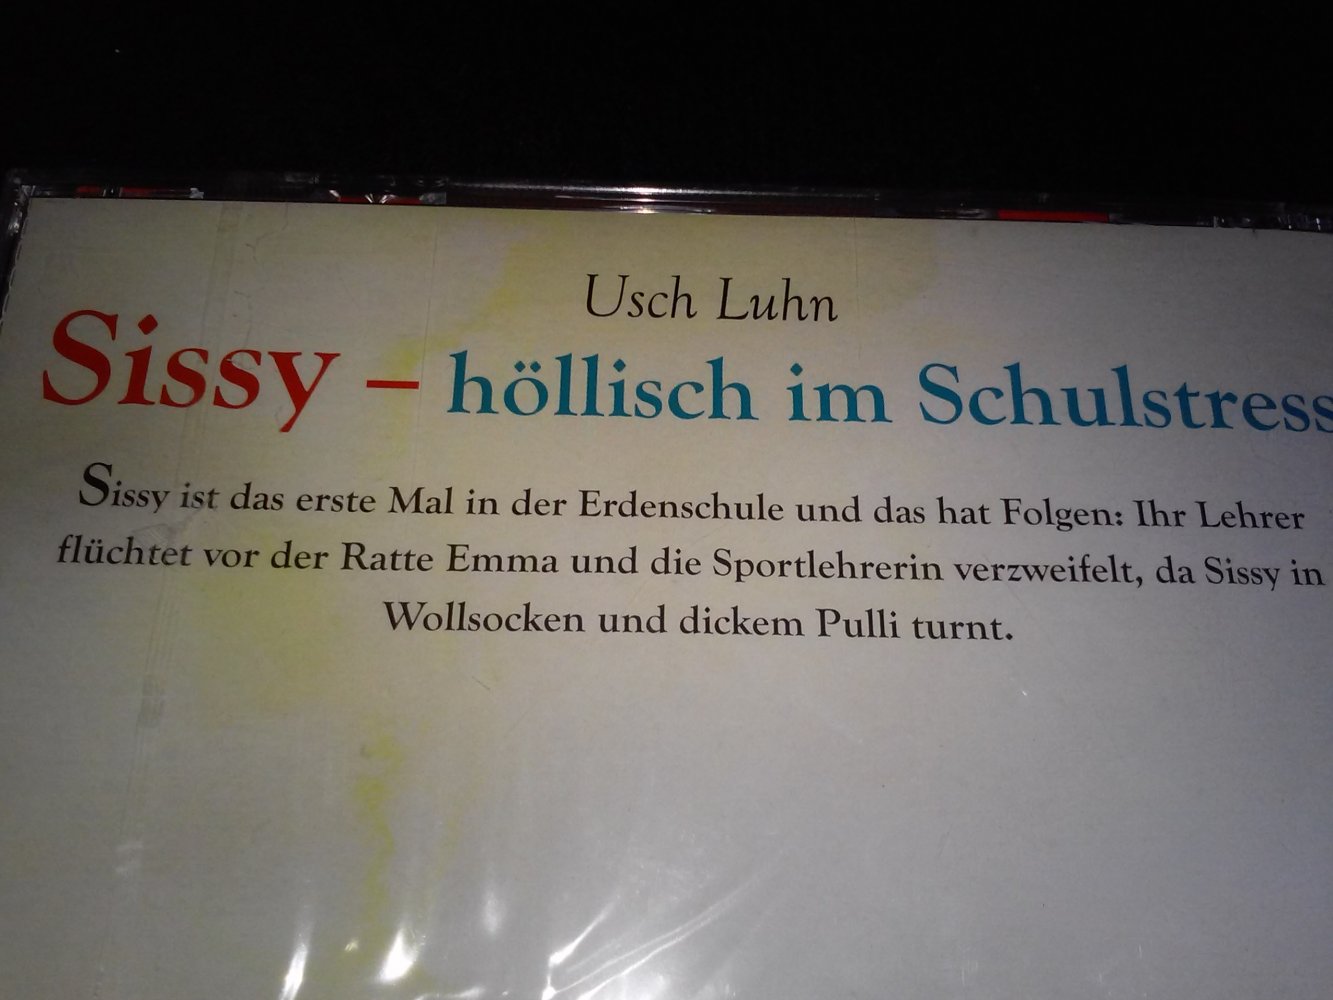 Usch Luhn
Sissy – höllisch im Schulstress
Sissy ist das erste Mal in der Erdenschule und das hat Folgen: Ihr Lehrer
flüchtet vor der Ratte Emma und die Sportlehrerin verzweifelt, da Sissy in
Wollsocken und dickem Pulli turnt.